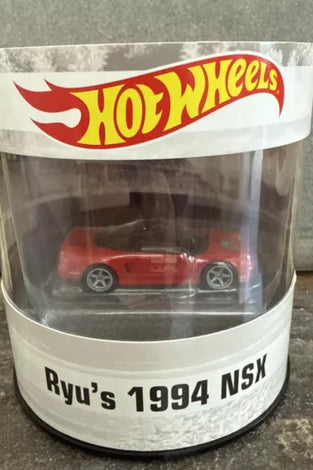 HOT WHEELS
Ryu's 1994 NSX